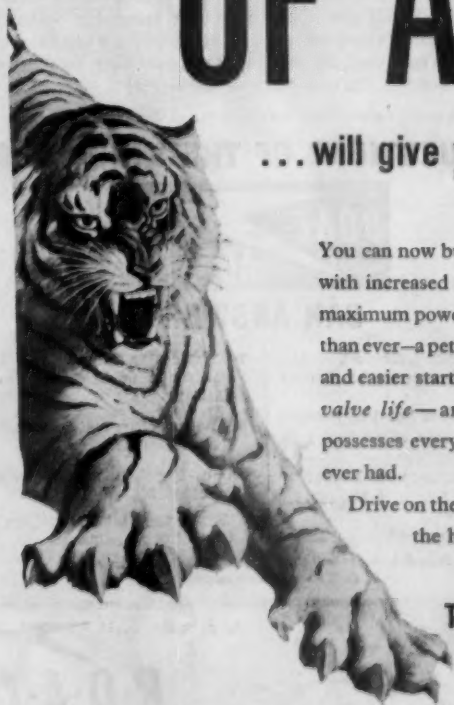 OF A
... will give
You can now b
with increased
maximum powe
than ever—a pet
and easier start
valve life—an
possesses every
ever had.
Drive on the
the h
T